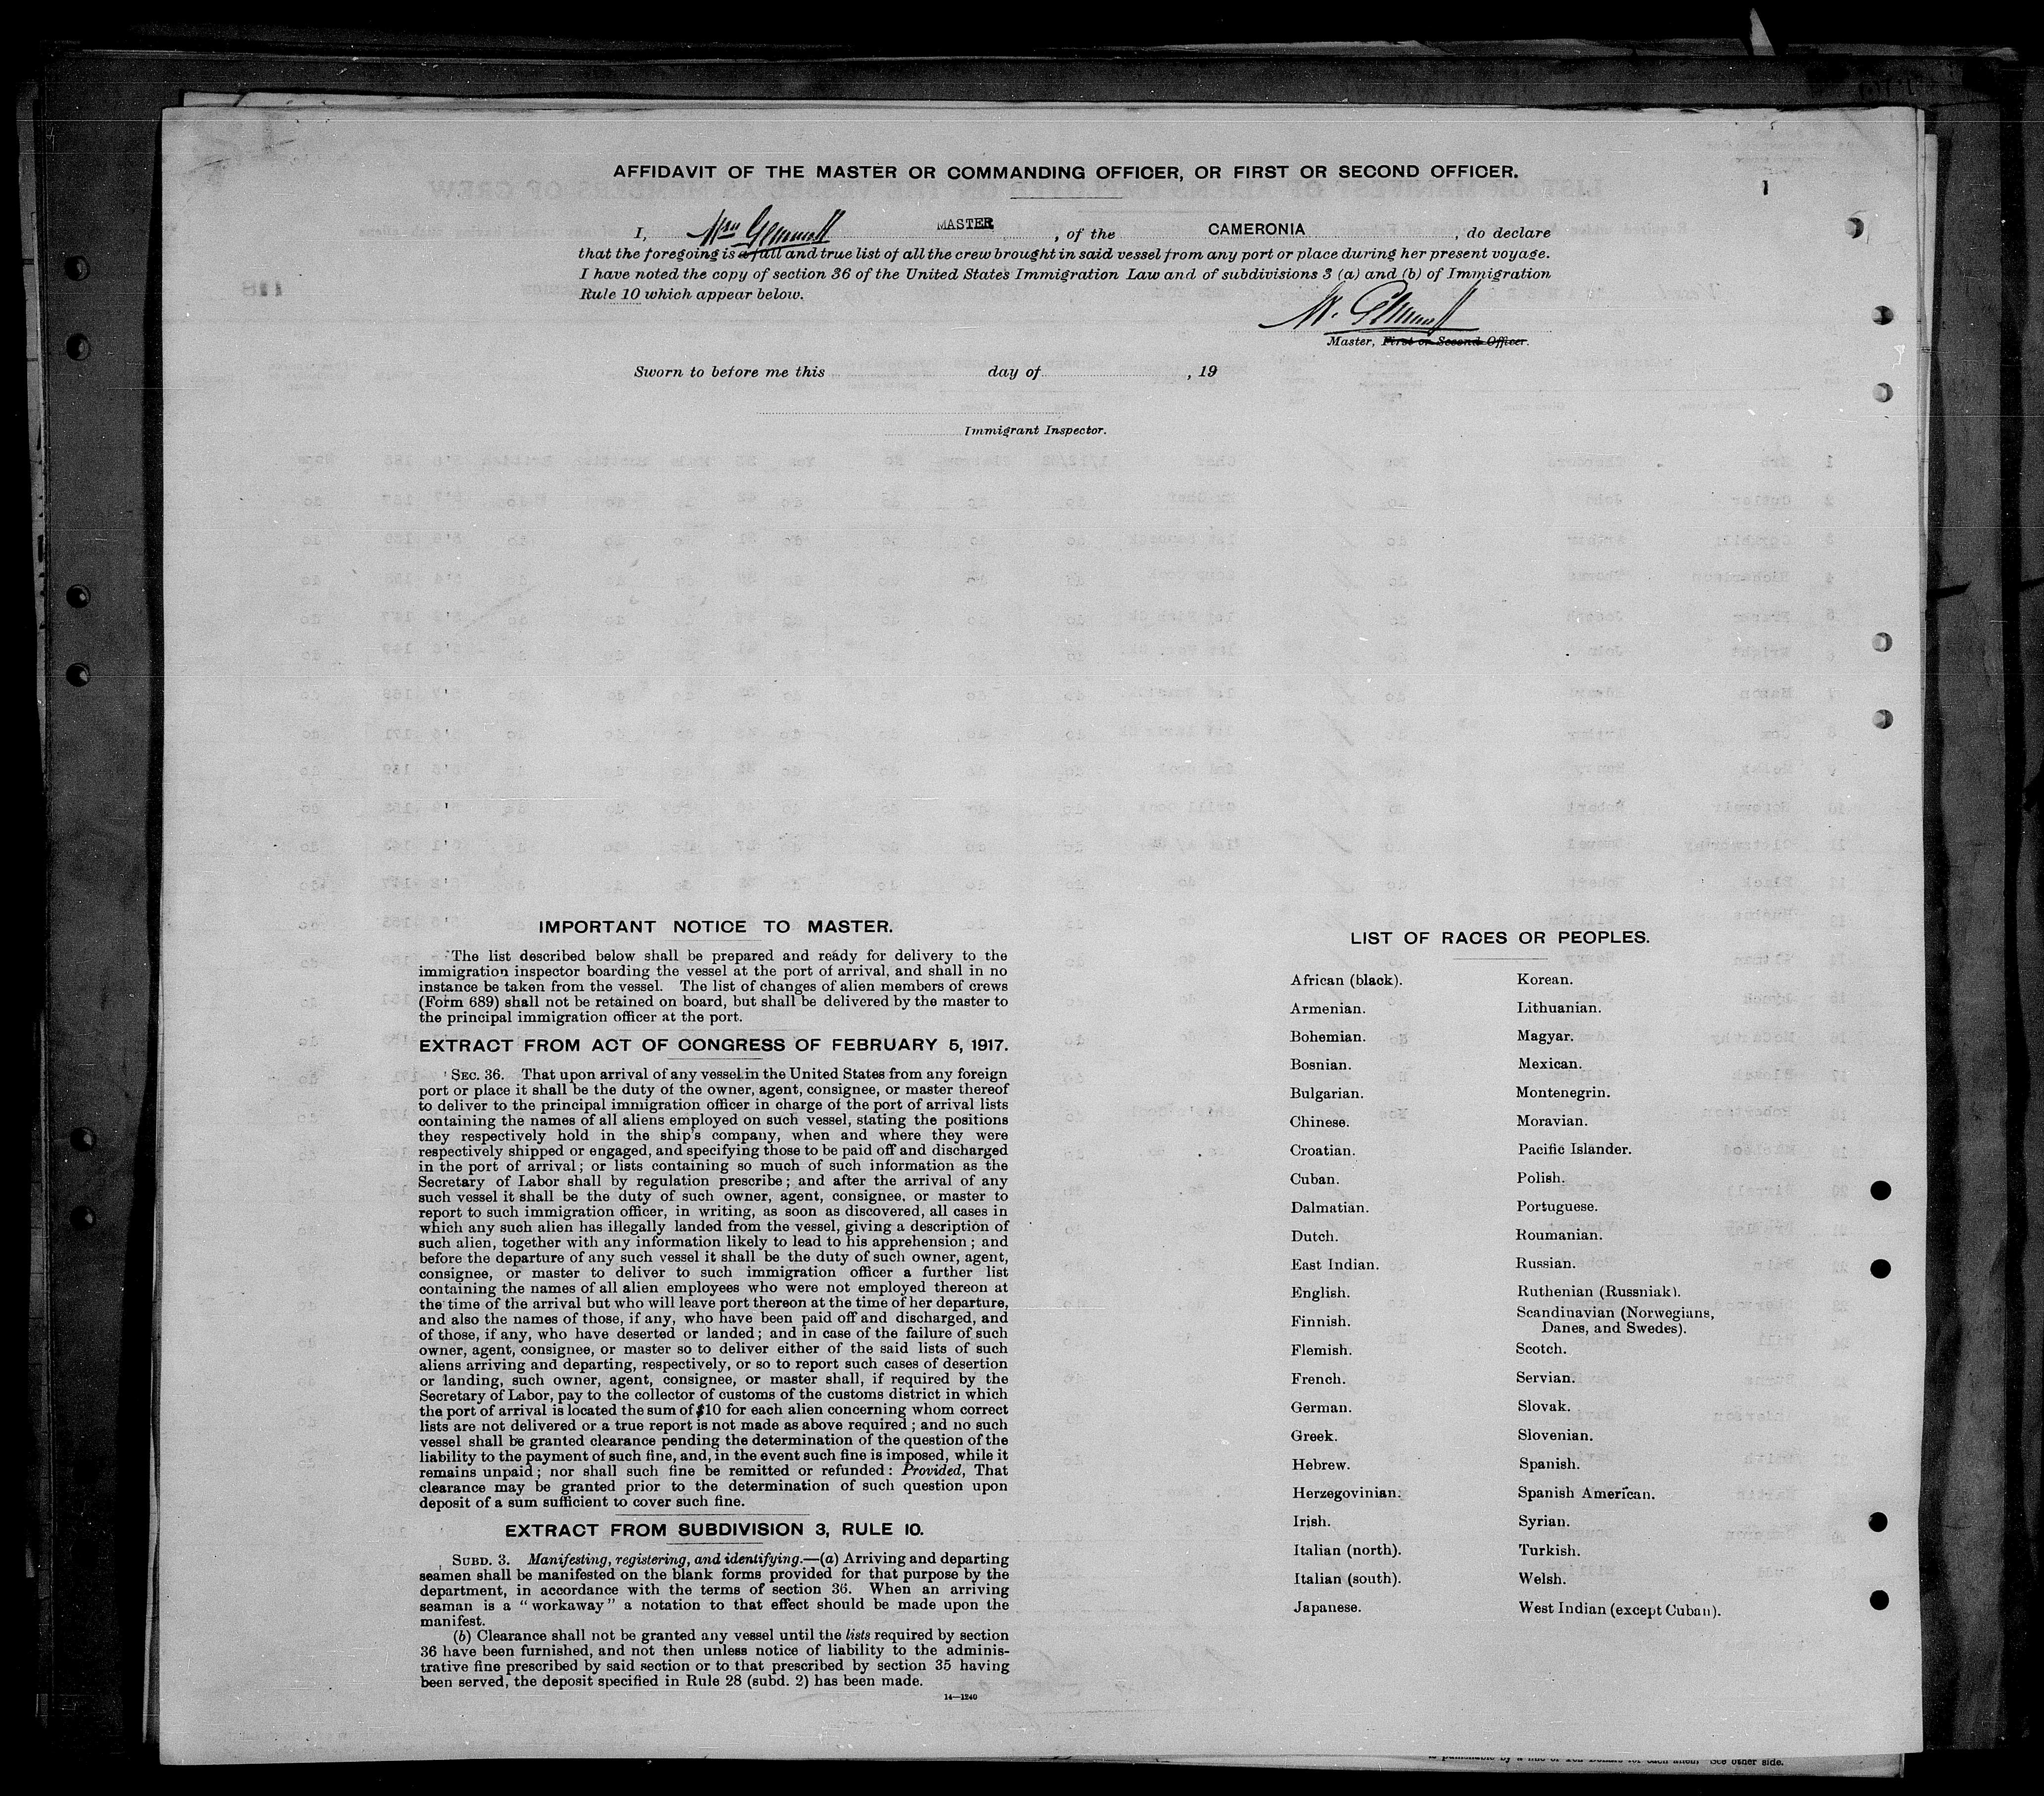 AFFIDAVIT OF THE MASTER OR COMMANDING OFFICER, OR FIRST OR SECOND OFFICER.
1
I, Wm Gemmell MASTER, of the CAMERONIA, do declare
that the foregoing is a full and true list of all the crew brought in said vessel from any port or place during her present voyage.
I have noted the copy of section 36 of the United States Immigration Law and of subdivisions 3 (a) and (b) of Immigration
Rule 10 which appear below.
W. Gemmell
Master, First or Second Officer.
Sworn to before me this day of , 19
Immigrant Inspector.
IMPORTANT NOTICE TO MASTER.
The list described below shall be prepared and ready for delivery to the
immigration inspector boarding the vessel at the port of arrival, and shall in no
instance be taken from the vessel. The list of changes of alien members of crews
(Form 689) shall not be retained on board, but shall be delivered by the master to
the principal immigration officer at the port.
EXTRACT FROM ACT OF CONGRESS OF FEBRUARY 5, 1917.
SEC. 36. That upon arrival of any vessel in the United States from any foreign
port or place it shall be the duty of the owner, agent, consignee, or master thereof
to deliver to the principal immigration officer in charge of the port of arrival lists
containing the names of all aliens employed on such vessel, stating the positions
they respectively hold in the ship's company, when and where they were
respectively shipped or engaged, and specifying those to be paid off and discharged
in the port of arrival; or lists containing so much of such information as the
Secretary of Labor shall by regulation prescribe; and after the arrival of any
such vessel it shall be the duty of such owner, agent, consignee, or master to
report to such immigration officer, in writing, as soon as discovered, all cases in
which any such alien has illegally landed from the vessel, giving a description of
such alien, together with any information likely to lead to his apprehension; and
before the departure of any such vessel it shall be the duty of such owner, agent,
consignee, or master to deliver to such immigration officer a further list
containing the names of all alien employees who were not employed thereon at
the time of the arrival but who will leave port thereon at the time of her departure,
and also the names of those, if any, who have been paid off and discharged, and
of those, if any, who have deserted or landed; and in case of the failure of such
owner, agent, consignee, or master so to deliver either of the said lists of such
aliens arriving and departing, respectively, or so to report such cases of desertion
or landing, such owner, agent, consignee, or master shall, if required by the
Secretary of Labor, pay to the collector of customs of the customs district in which
the port of arrival is located the sum of $10 for each alien concerning whom correct
lists are not delivered or a true report is not made as above required; and no such
vessel shall be granted clearance pending the determination of the question of the
liability to the payment of such fine, and, in the event such fine is imposed, while it
remains unpaid; nor shall such fine be remitted or refunded: Provided, That
clearance may be granted prior to the determination of such question upon
deposit of a sum sufficient to cover such fine.
EXTRACT FROM SUBDIVISION 3, RULE 10.
SUBD. 3. Manifesting, registering, and identifying.—(a) Arriving and departing
seamen shall be manifested on the blank forms provided for that purpose by the
department, in accordance with the terms of section 36. When an arriving
seaman is a "workaway" a notation to that effect should be made upon the
manifest.
(b) Clearance shall not be granted any vessel until the lists required by section
36 have been furnished, and not then unless notice of liability to the adminis-
trative fine prescribed by said section or to that prescribed by section 35 having
been served, the deposit specified in Rule 28 (subd. 2) has been made.
14—1240
LIST OF RACES OR PEOPLES.
African (black).
Armenian.
Bohemian.
Bosnian.
Bulgarian.
Chinese.
Croatian.
Cuban.
Dalmatian.
Dutch.
East Indian.
English.
Finnish.
Flemish.
French.
German.
Greek.
Hebrew.
Herzegovinian.
Irish.
Italian (north).
Italian (south).
Japanese.
Korean.
Lithuanian.
Magyar.
Mexican.
Montenegrin.
Moravian.
Pacific Islander.
Polish.
Portuguese.
Roumanian.
Russian.
Ruthenian (Russniak).
Scandinavian (Norwegians,
Danes, and Swedes).
Scotch.
Servian.
Slovak.
Slovenian.
Spanish.
Spanish American.
Syrian.
Turkish.
Welsh.
West Indian (except Cuban).
See other side.